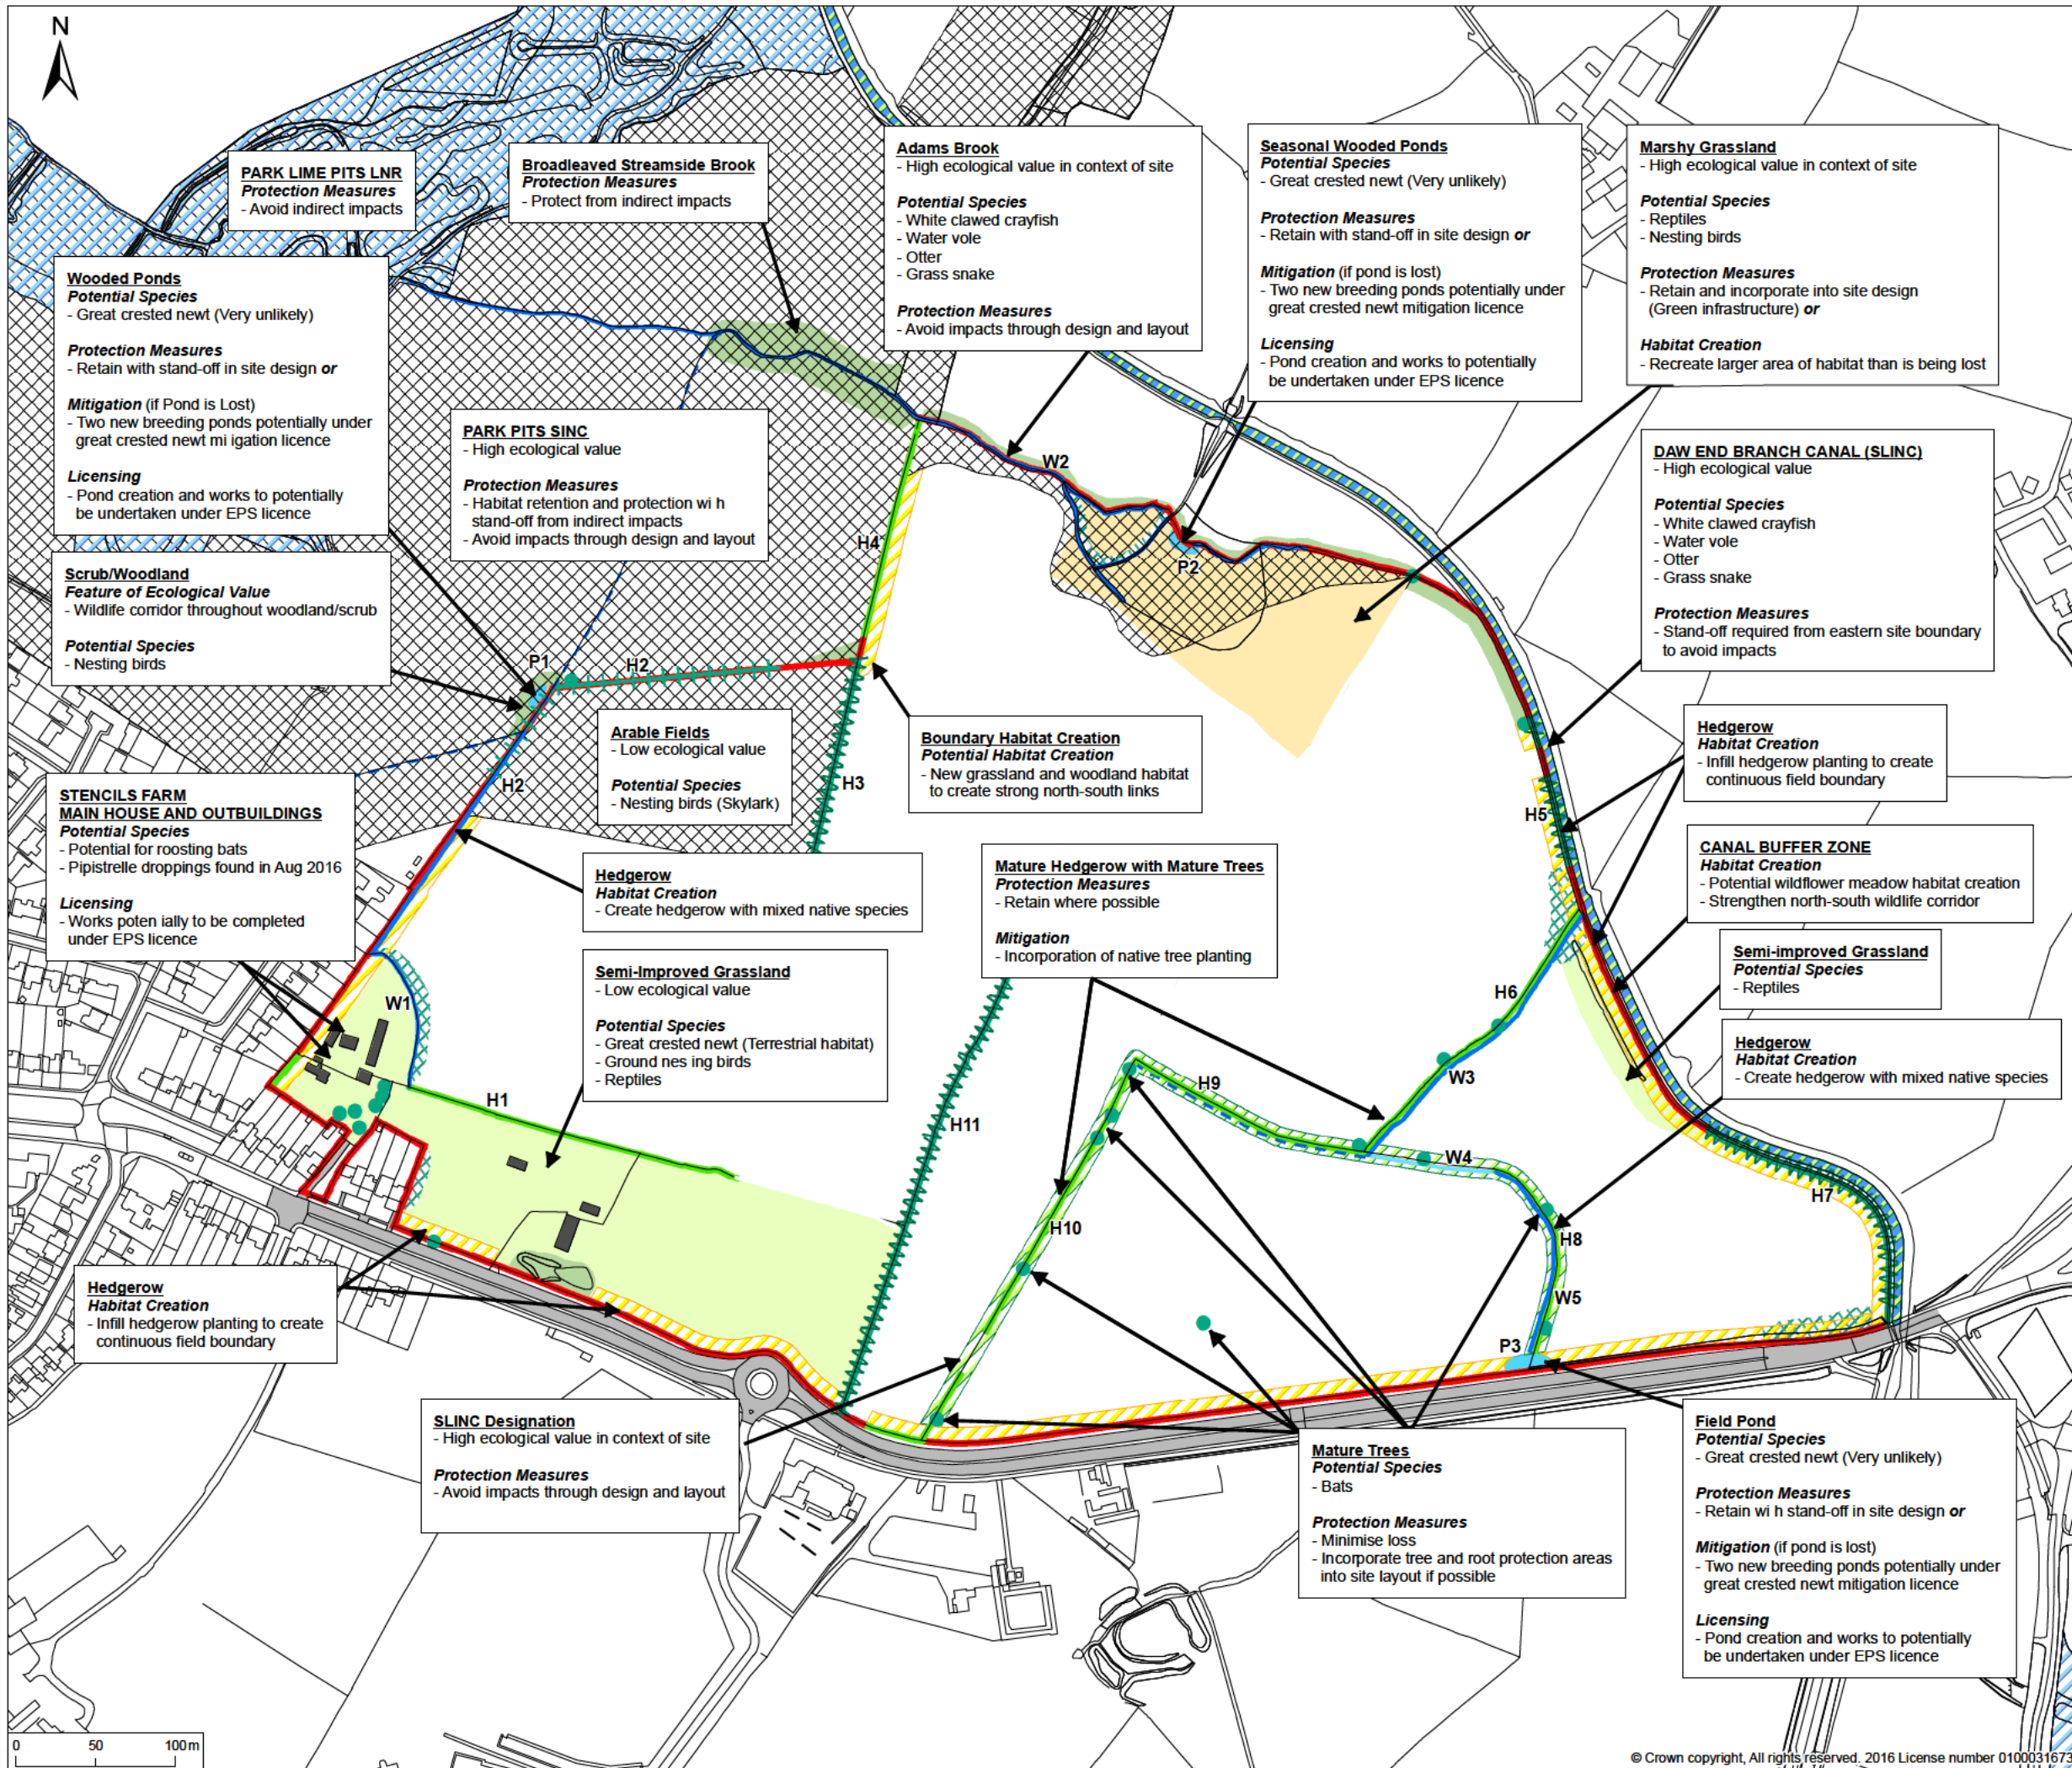 N
PARK LIME PITS LNR
Protection Measures
- Avoid indirect impacts
Broadleaved Streamside Brook
Protection Measures
- Protect from indirect impacts
Adams Brook
- High ecological value in context of site
Potential Species
- White clawed crayfish
- Water vole
- Otter
- Grass snake
Protection Measures
- Avoid impacts through design and layout
Seasonal Wooded Ponds
Potential Species
- Great crested newt (Very unlikely)
Protection Measures
- Retain with stand-off in site design or
Mitigation (if pond is lost)
- Two new breeding ponds potentially under
great crested newt mitigation licence
Licensing
- Pond creation and works to potentially
be undertaken under EPS licence
Marshy Grassland
- High ecological value in context of site
Potential Species
- Reptiles
- Nesting birds
Protection Measures
- Retain and incorporate into site design
(Green infrastructure) or
Habitat Creation
- Recreate larger area of habitat than is being lost
Wooded Ponds
Potential Species
- Great crested newt (Very unlikely)
Protection Measures
- Retain with stand-off in site design or
Mitigation (if Pond is Lost)
- Two new breeding ponds potentially under
great crested newt mi igation licence
Licensing
- Pond creation and works to potentially
be undertaken under EPS licence
PARK PITS SINC
- High ecological value
Protection Measures
- Habitat retention and protection wi h
stand-off from indirect impacts
- Avoid impacts through design and layout
DAW END BRANCH CANAL (SLINC)
- High ecological value
Potential Species
- White clawed crayfish
- Water vole
- Otter
- Grass snake
Protection Measures
- Stand-off required from eastern site boundary
to avoid impacts
W2
H4
P2
Scrub/Woodland
Feature of Ecological Value
- Wildlife corridor throughout woodland/scrub
Potential Species
- Nesting birds
P1
H2
H2
H3
Arable Fields
- Low ecological value
Potential Species
- Nesting birds (Skylark)
Boundary Habitat Creation
Potential Habitat Creation
- New grassland and woodland habitat
to create strong north-south links
Hedgerow
Habitat Creation
- Infill hedgerow planting to create
continuous field boundary
STENCILS FARM
MAIN HOUSE AND OUTBUILDINGS
Potential Species
- Potential for roosting bats
- Pipistrelle droppings found in Aug 2016
Licensing
- Works poten ially to be completed
under EPS licence
H5
CANAL BUFFER ZONE
Habitat Creation
- Potential wildflower meadow habitat creation
- Strengthen north-south wildlife corridor
Hedgerow
Habitat Creation
- Create hedgerow with mixed native species
Mature Hedgerow with Mature Trees
Protection Measures
- Retain where possible
Mitigation
- Incorporation of native tree planting
Semi-improved Grassland
Potential Species
- Reptiles
Semi-Improved Grassland
- Low ecological value
Potential Species
- Great crested newt (Terrestrial habitat)
- Ground nes ing birds
- Reptiles
Hedgerow
Habitat Creation
- Create hedgerow with mixed native species
W1
H6
W3
H1
H9
H11
W4
H7
H10
H8
W5
P3
Hedgerow
Habitat Creation
- Infill hedgerow planting to create
continuous field boundary
SLINC Designation
- High ecological value in context of site
Protection Measures
- Avoid impacts through design and layout
Mature Trees
Potential Species
- Bats
Protection Measures
- Minimise loss
- Incorporate tree and root protection areas
into site layout if possible
Field Pond
Potential Species
- Great crested newt (Very unlikely)
Protection Measures
- Retain wi h stand-off in site design or
Mitigation (if pond is lost)
- Two new breeding ponds potentially under
great crested newt mitigation licence
Licensing
- Pond creation and works to potentially
be undertaken under EPS licence
0 50 100m
© Crown copyright, All rights reserved. 2016 License number 0100031673